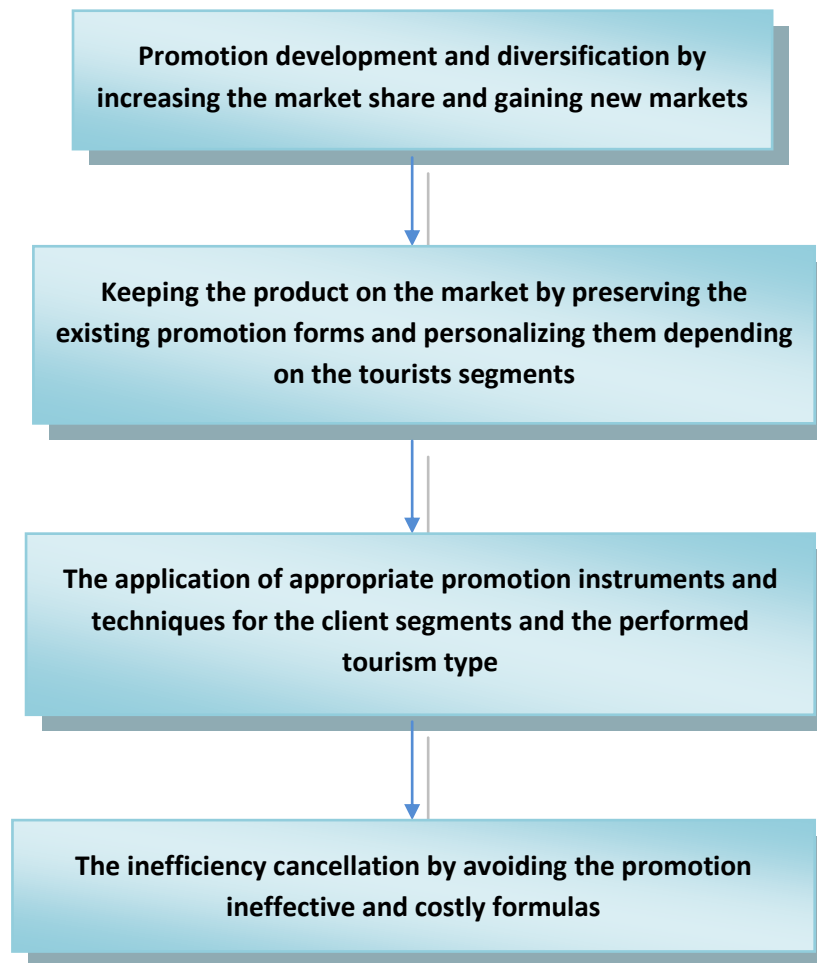 Promotion development and diversification by
increasing the market share and gaining new markets
Keeping the product on the market by preserving the
existing promotion forms and personalizing them depending
on the tourists segments
The application of appropriate promotion instruments and
techniques for the client segments and the performed
tourism type
The inefficiency cancellation by avoiding the promotion
ineffective and costly formulas